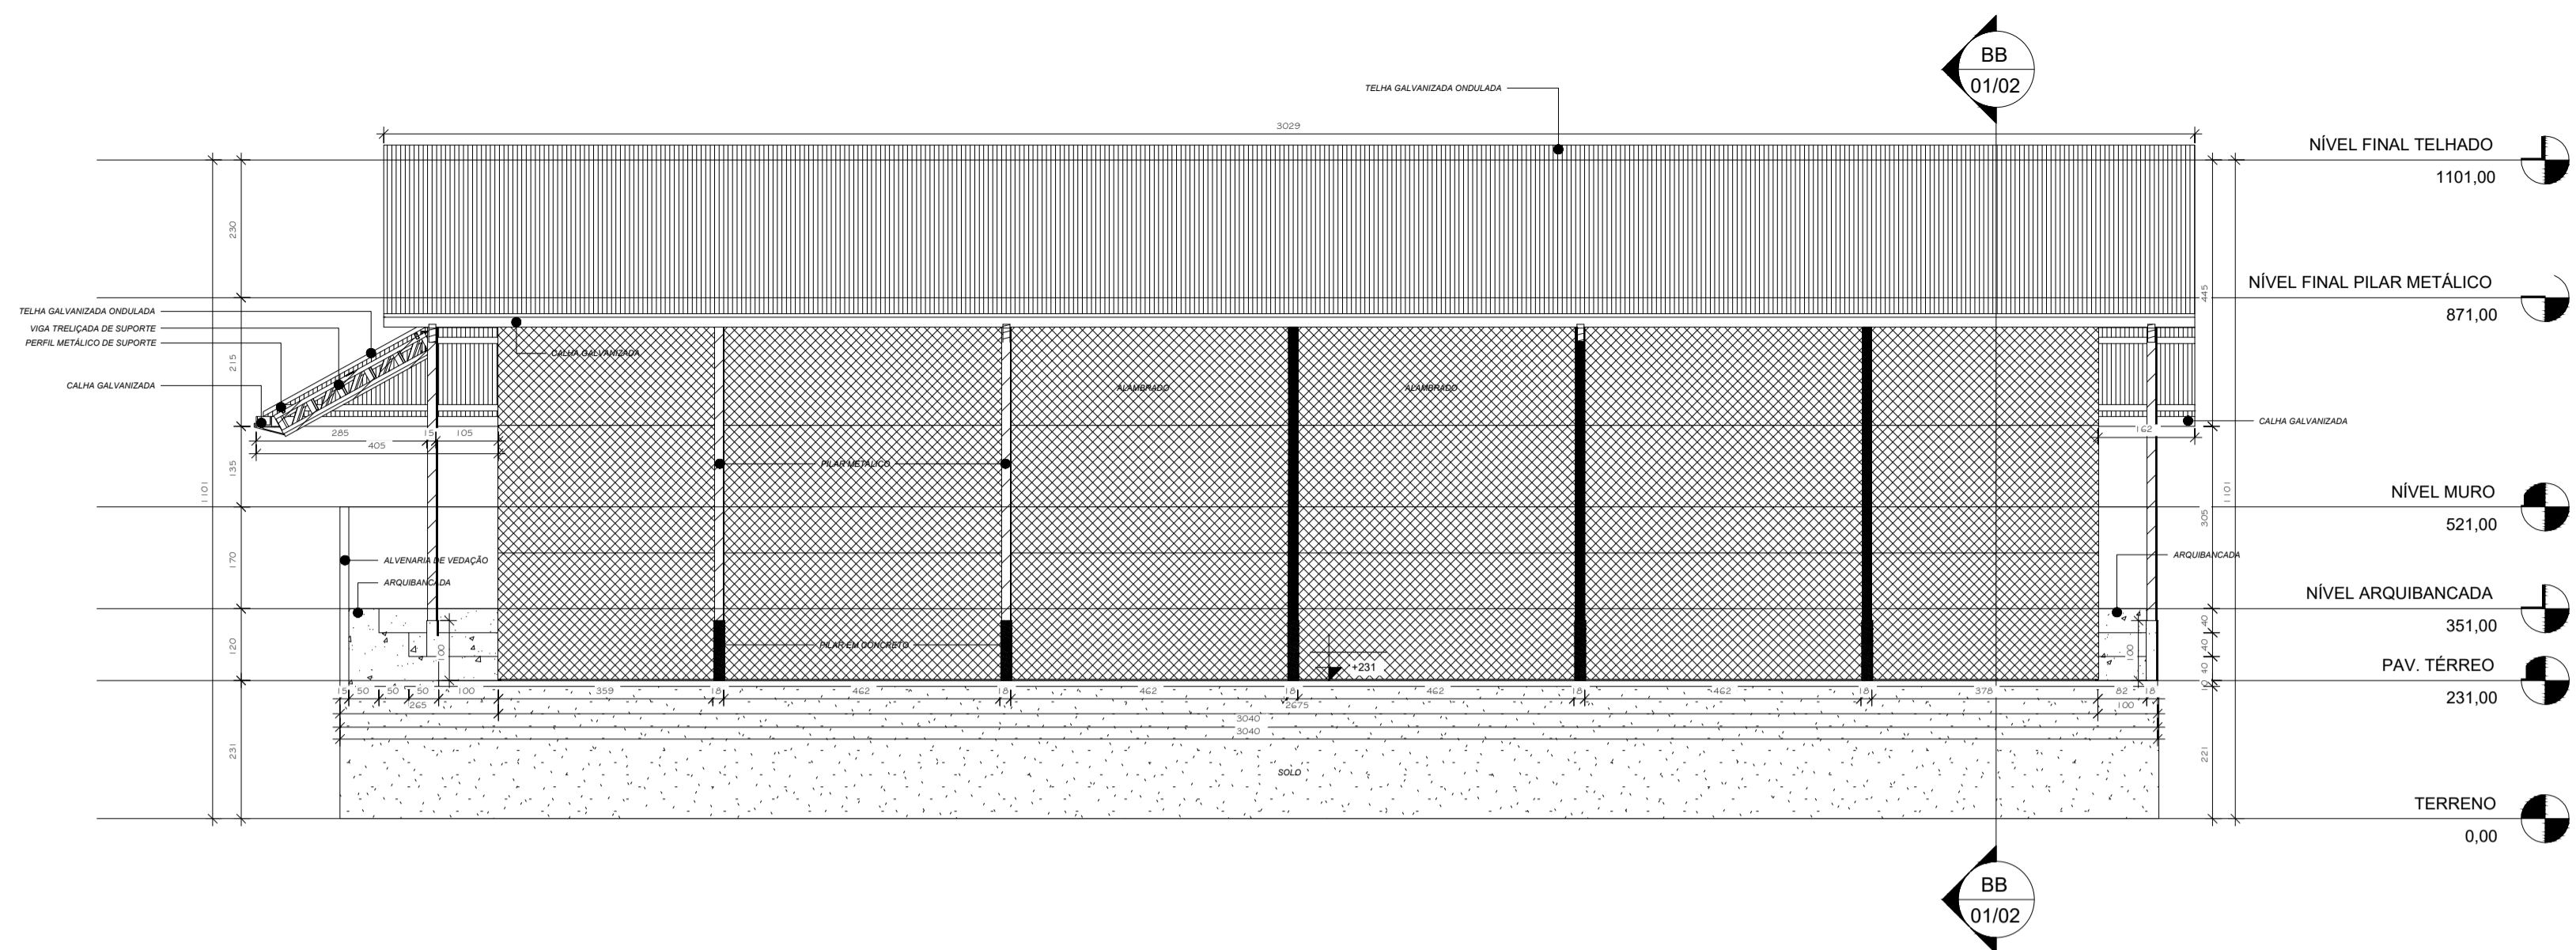 BB
01/02
TELHA GALVANIZADA ONDULADA
3029
NÍVEL FINAL TELHADO
1101,00
230
NÍVEL FINAL PILAR METÁLICO
871,00
445
TELHA GALVANIZADA ONDULADA
VIGA TRELIÇADA DE SUPORTE
PERFIL METÁLICO DE SUPORTE
CALHA GALVANIZADA
215
CALHA GALVANIZADA
ALAMBRADO
ALAMBRADO
CALHA GALVANIZADA
285
15
105
405
162
135
PILAR METÁLICO
1101
1101
NÍVEL MURO
521,00
305
170
ALVENARIA DE VEDAÇÃO
ARQUIBANCADA
ARQUIBANCADA
NÍVEL ARQUIBANCADA
351,00
40
40
40
120
100
PILAR EM CONCRETO
+231
100
PAV. TÉRREO
231,00
10
15
50
50
50
100
359
18
462
18
462
18
462
18
462
18
378
82
18
265
2675
100
3040
3040
231
SOLO
221
TERRENO
0,00
BB
01/02